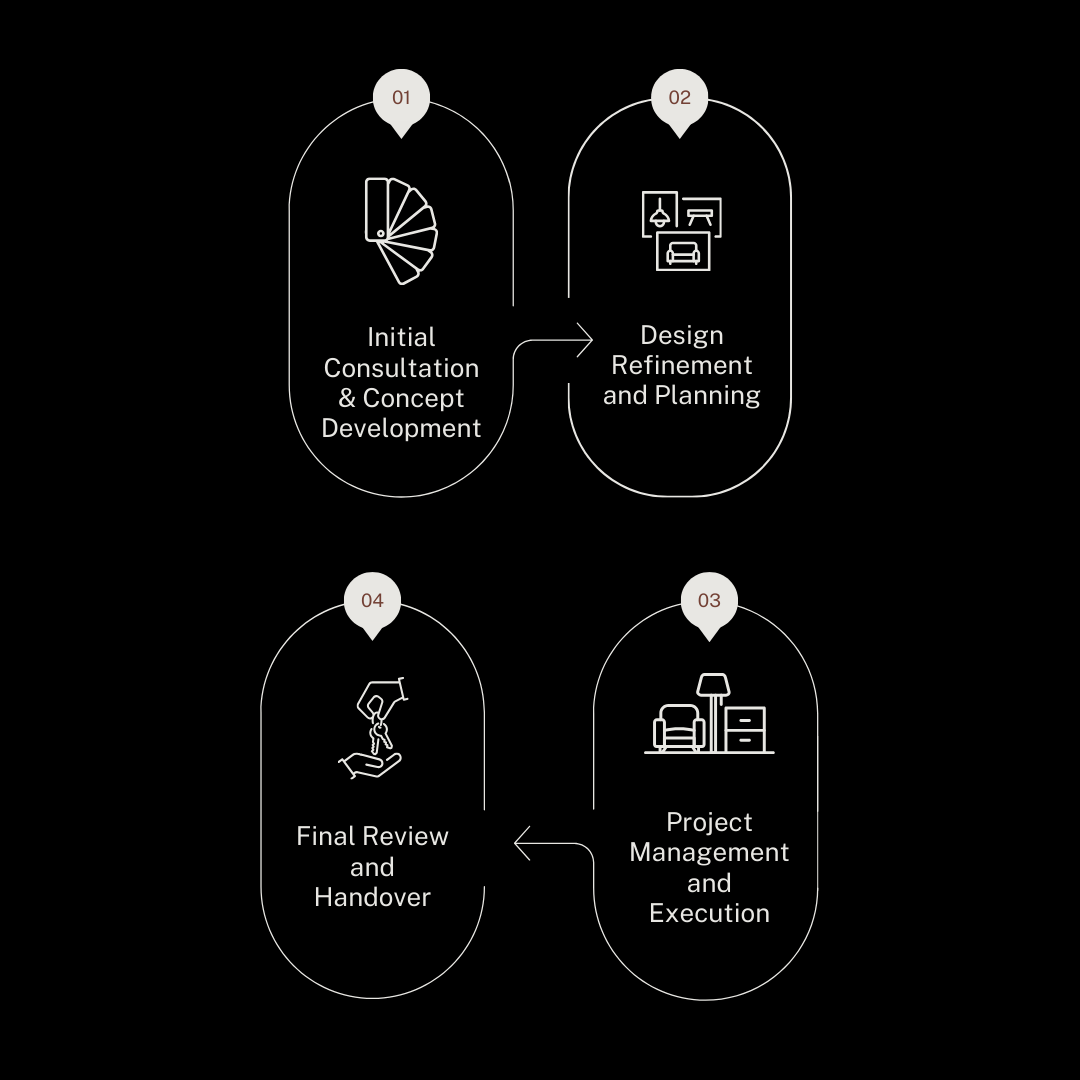 01
Initial
Consultation
& Concept
Development
02
Design
Refinement
and Planning
03
Project
Management
and
Execution
04
Final Review
and
Handover